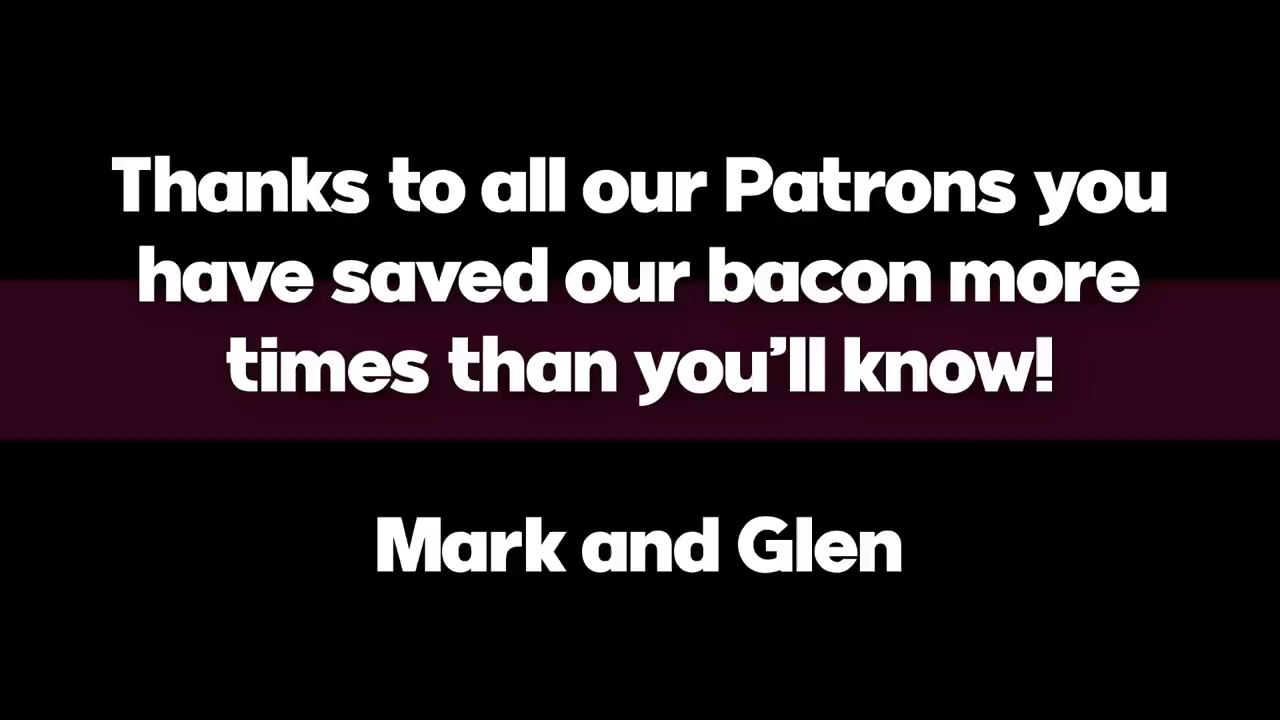 Thanks to all our Patrons you
have saved our bacon more
times than you’ll know!
Mark and Glen